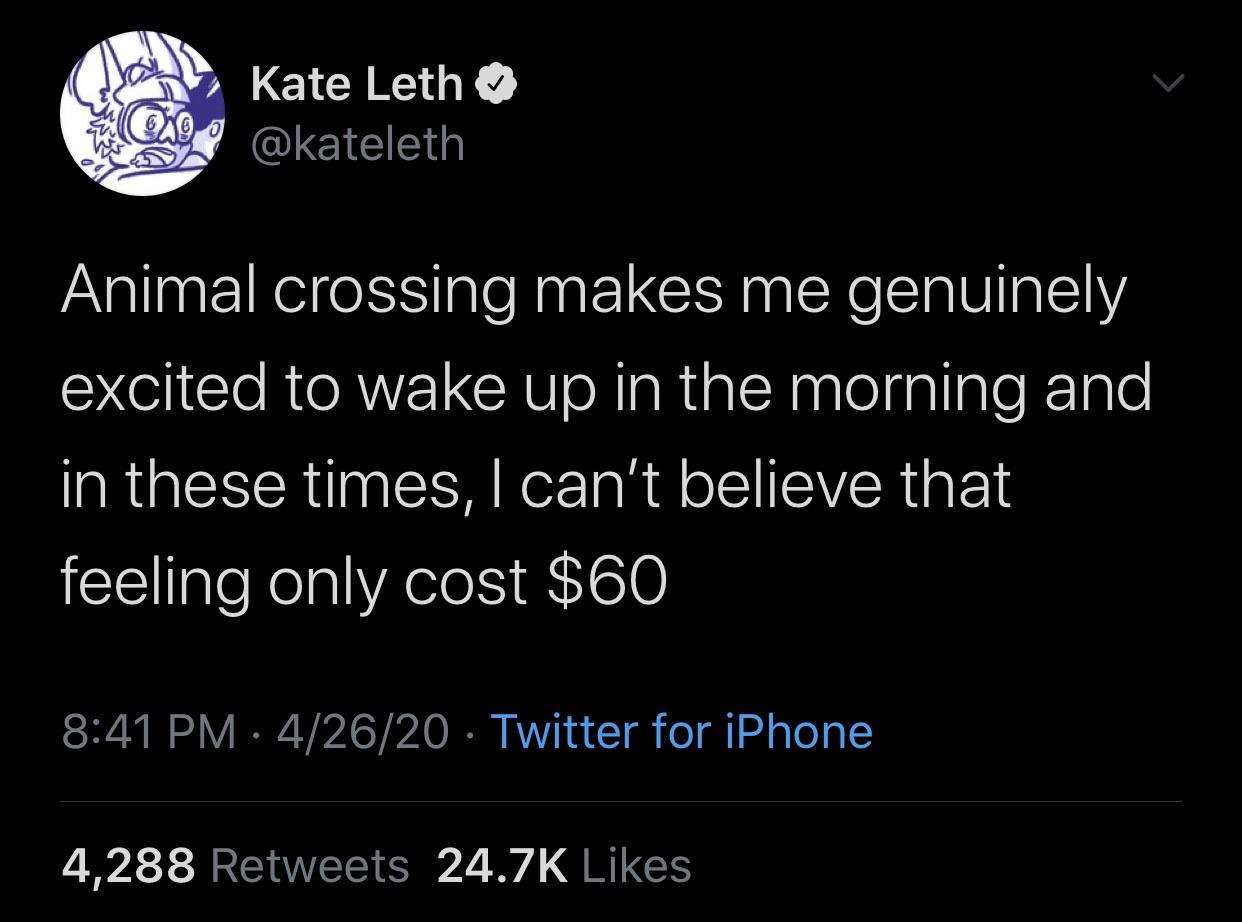 Kate Leth
@kateleth
Animal crossing makes me genuinely
excited to wake up in the morning and
in these times, I can’t believe that
feeling only cost $60
8:41 PM · 4/26/20 · Twitter for iPhone
4,288 Retweets 24.7K Likes